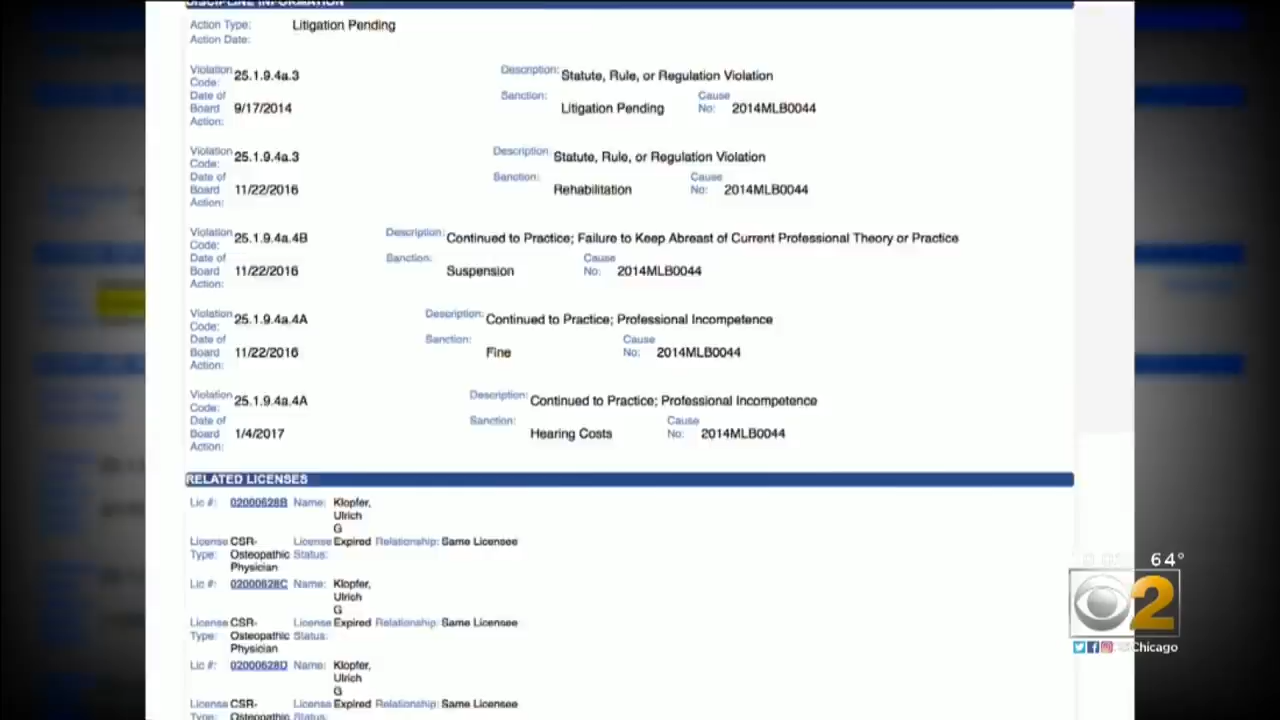 DISCIPLINE INFORMATION
Action Type: Litigation Pending
Action Date:
Violation Code: 25.1.9.4a.3 Description: Statute, Rule, or Regulation Violation
Date of Board Action: 9/17/2014 Sanction: Litigation Pending Cause No: 2014MLB0044
Violation Code: 25.1.9.4a.3 Description: Statute, Rule, or Regulation Violation
Date of Board Action: 11/22/2016 Sanction: Rehabilitation Cause No: 2014MLB0044
Violation Code: 25.1.9.4a.4B Description: Continued to Practice; Failure to Keep Abreast of Current Professional Theory or Practice
Date of Board Action: 11/22/2016 Sanction: Suspension Cause No: 2014MLB0044
Violation Code: 25.1.9.4a.4A Description: Continued to Practice; Professional Incompetence
Date of Board Action: 11/22/2016 Sanction: Fine Cause No: 2014MLB0044
Violation Code: 25.1.9.4a.4A Description: Continued to Practice; Professional Incompetence
Date of Board Action: 1/4/2017 Sanction: Hearing Costs Cause No: 2014MLB0044
RELATED LICENSES
Lic #: 02000628B Name: Klopfer, Ulrich G
License Type: CSR-Osteopathic Physician License Status: Expired Relationship: Same Licensee
Lic #: 02000628C Name: Klopfer, Ulrich G
License Type: CSR-Osteopathic Physician License Status: Expired Relationship: Same Licensee
Lic #: 02000628D Name: Klopfer, Ulrich G
License Type: CSR-Osteopathic License Status: Expired Relationship: Same Licensee
64°
2
Chicago